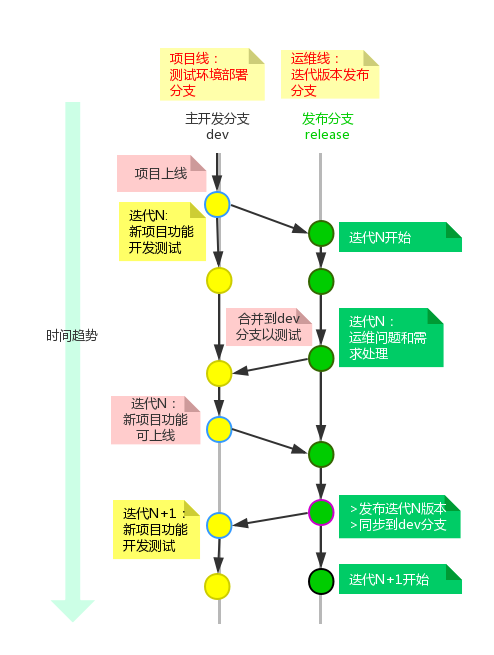 项目线：
测试环境部署
分支
运维线：
迭代版本发布
分支
主开发分支
dev
发布分支
release
项目上线
迭代N:
新项目功能
开发测试
迭代N开始
合并到dev
分支以测试
迭代N：
运维问题和需
求处理
时间趋势
迭代N：
新项目功能
可上线
迭代N+1：
新项目功能
开发测试
>发布迭代N版本
>同步到dev分支
迭代N+1开始